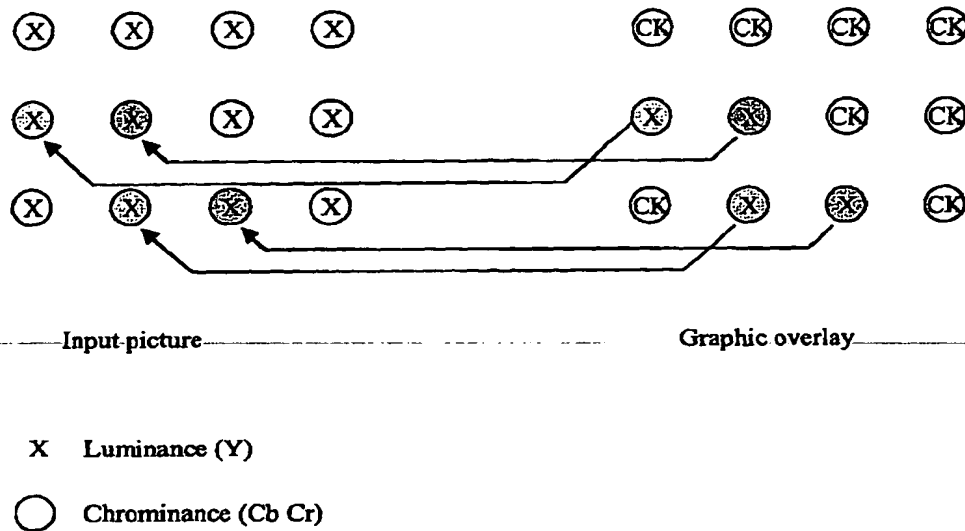 X X X X CK CK CK CK
X X X X X X CK CK
X X X X CK X X CK
Input picture Graphic overlay
X Luminance (Y)
Chrominance (Cb Cr)